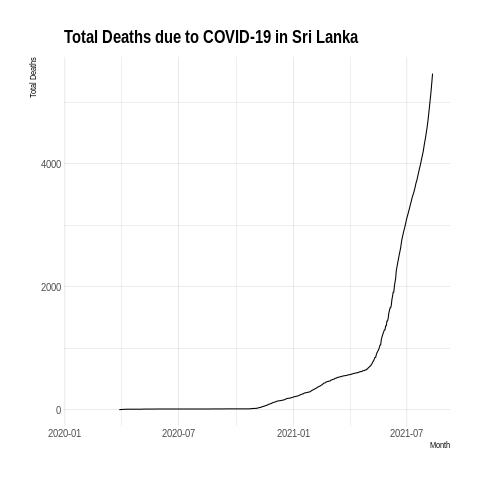 Total Deaths due to COVID-19 in Sri Lanka
Total Deaths
4000
2000
0
2020-01 2020-07 2021-01 2021-07
Month